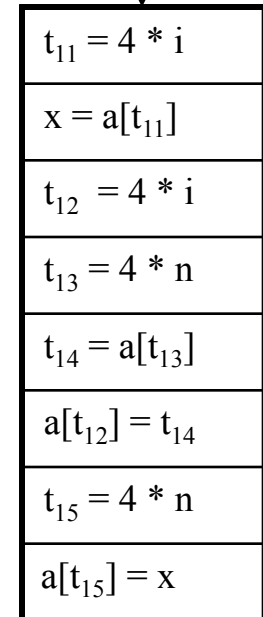 t₁₁ = 4 * i
x = a[t₁₁]
t₁₂ = 4 * i
t₁₃ = 4 * n
t₁₄ = a[t₁₃]
a[t₁₂] = t₁₄
t₁₅ = 4 * n
a[t₁₅] = x